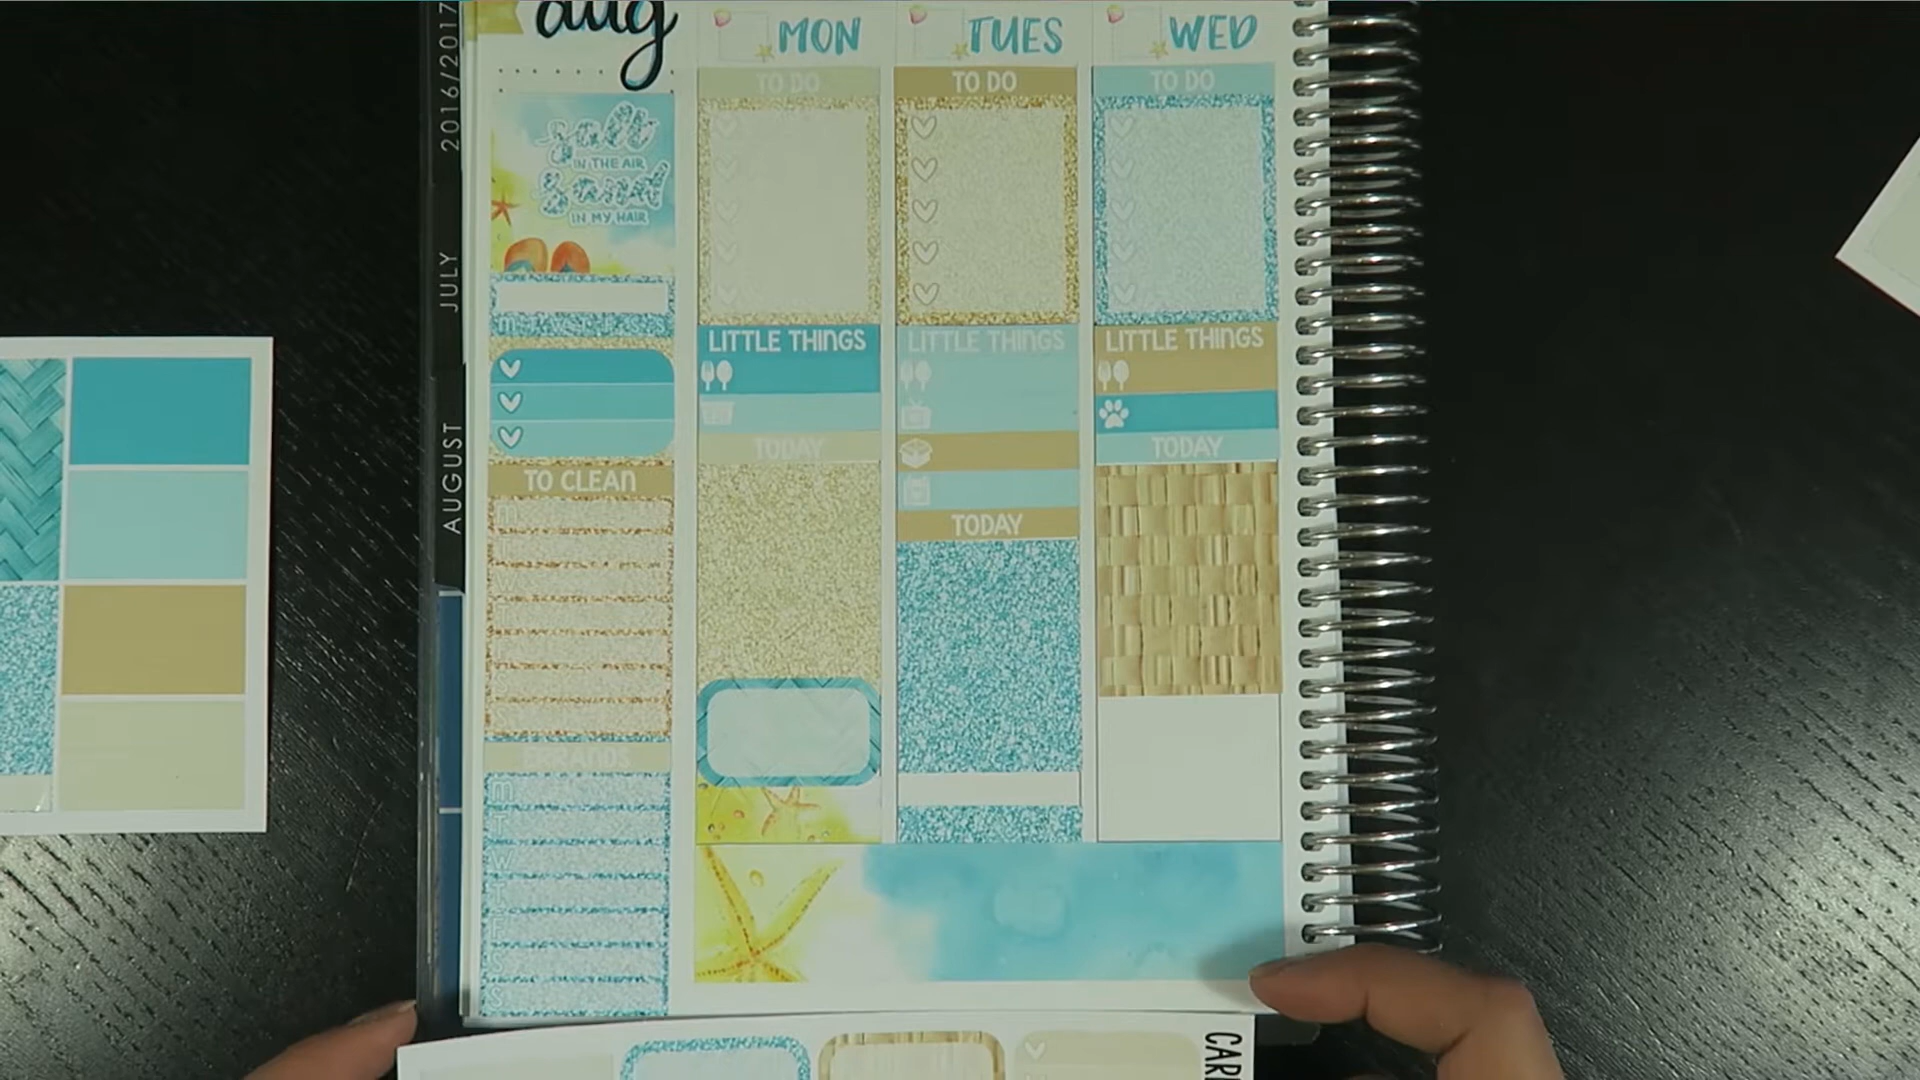 aug
MON
TUES
WED
2016/2017
JULY
AUGUST
TO DO
TO DO
TO DO
salt
IN THE AIR
sand
IN MY HAIR
LITTLE THINGS
LITTLE THINGS
LITTLE THINGS
TODAY
TODAY
TODAY
TO CLEAN
M
T
W
T
F
S
S
ERRANDS
M
T
W
T
F
S
S